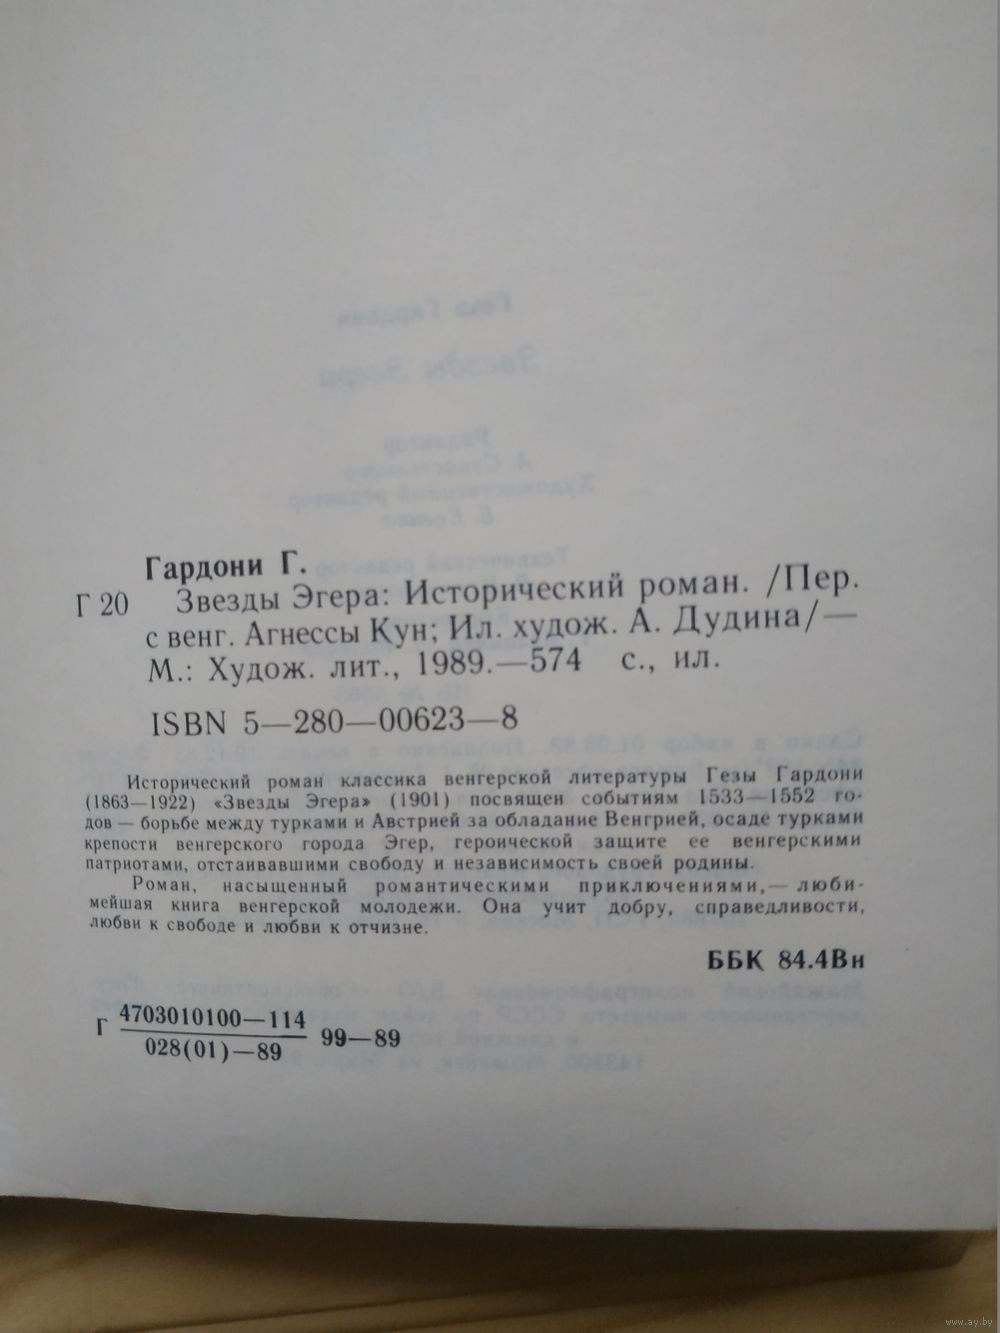 Гардони Г.
Г 20 Звезды Эгера: Исторический роман. /Пер.
с венг. Агнессы Кун; Ил. худож. А. Дудина/—
М.: Худож. лит., 1989.—574 с., ил.
ISBN 5—280—00623—8
Исторический роман классика венгерской литературы Гезы Гардони
(1863—1922) «Звезды Эгера» (1901) посвящен событиям 1533—1552 го-
дов — борьбе между турками и Австрией за обладание Венгрией, осаде турками
крепости венгерского города Эгер, героической защите ее венгерскими
патриотами, отстаивавшими свободу и независимость своей родины.
Роман, насыщенный романтическими приключениями,— люби-
мейшая книга венгерской молодежи. Она учит добру, справедливости,
любви к свободе и любви к отчизне.
ББК 84.4Вн
Г 4703010100—114
028(01)—89 99—89
www.ay.by